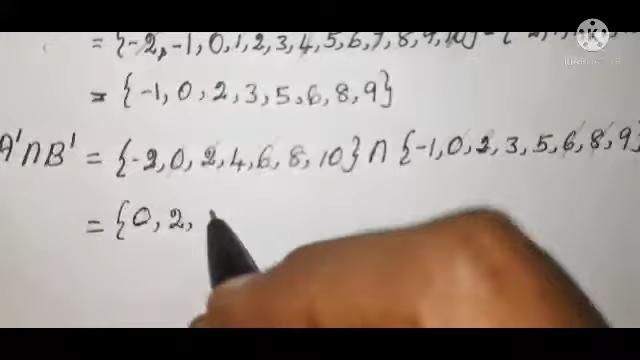 = {-2, -1, 0, 1, 2, 3, 4, 5, 6, 7, 8, 9, 10} - {-2, 1,
= {-1, 0, 2, 3, 5, 6, 8, 9}
A' ∩ B' = {-2, 0, 2, 4, 6, 8, 10} ∩ {-1, 0, 2, 3, 5, 6, 8, 9}
= {0, 2,